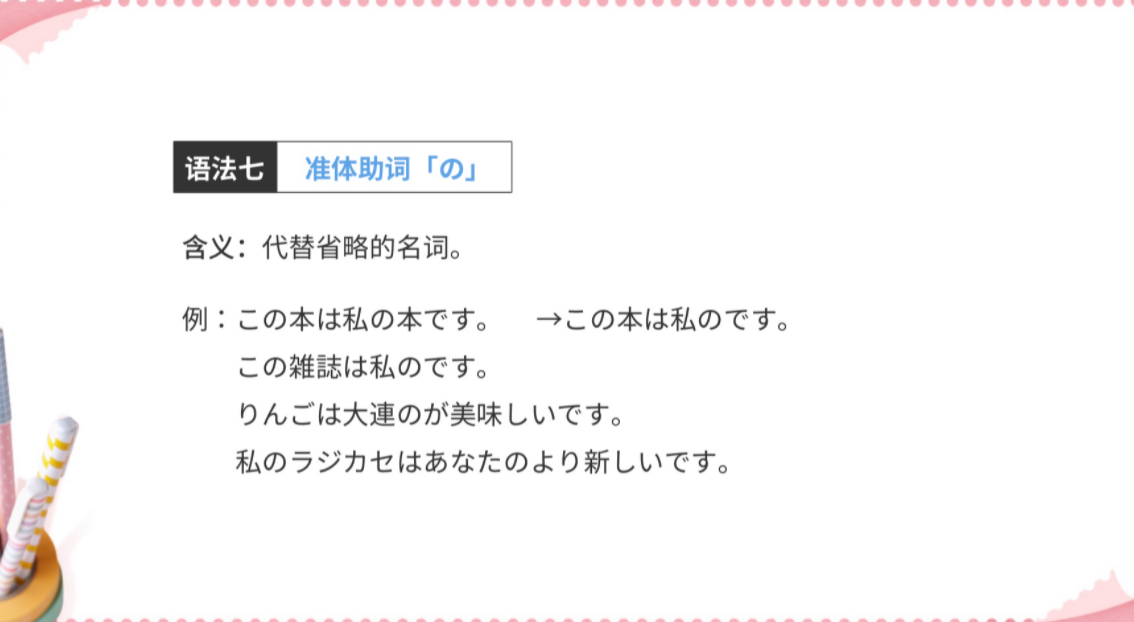 语法七 准体助词「の」
含义：代替省略的名词。
例：この本は私の本です。 →この本は私のです。
この雑誌は私のです。
りんごは大連のが美味しいです。
私のラジカセはあなたのより新しいです。